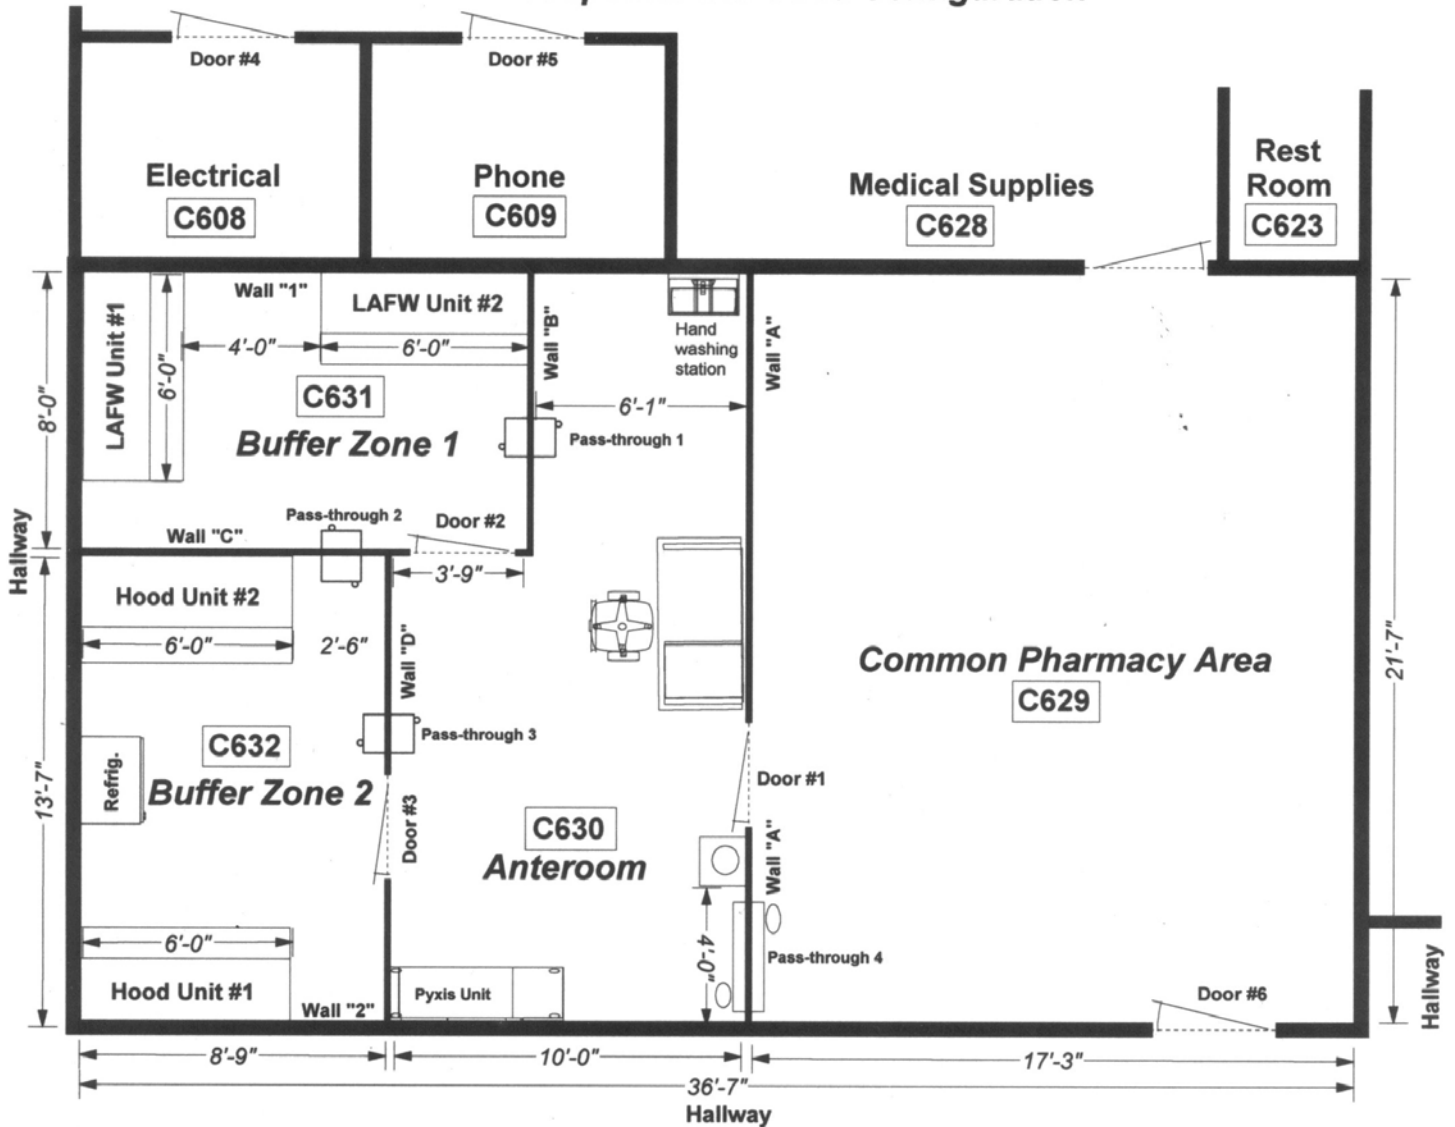 Door #4
Door #5
Electrical
C608
Phone
C609
Medical Supplies
C628
Rest
Room
C623
Wall "1"
LAFW Unit #2
LAFW Unit #1
4'-0"
6'-0"
6'-0"
8'-0"
Wall "B"
Hand
washing
station
Wall "A"
C631
Buffer Zone 1
6'-1"
Pass-through 1
Pass-through 2
Door #2
Wall "C"
3'-9"
Hallway
Hood Unit #2
6'-0"
2'-6"
Wall "D"
Common Pharmacy Area
C629
21'-7"
Pass-through 3
C632
Buffer Zone 2
Refrig.
13'-7"
Door #3
Door #1
C630
Anteroom
Wall "A"
4'-0"
Pass-through 4
6'-0"
Hood Unit #1
Wall "2"
Pyxis Unit
Door #6
Hallway
8'-9"
10'-0"
17'-3"
36'-7"
Hallway